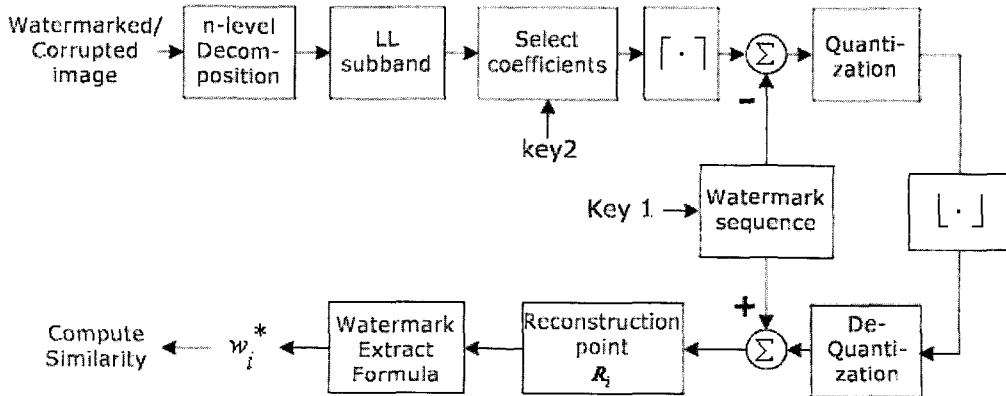 Watermarked/
Corrupted
image
n-level
Decom-
position
LL
subband
Select
coefficients
⌈ · ⌉
Σ
Quanti-
zation
-
key2
Key 1
Watermark
sequence
⌊ · ⌋
+
Compute
Similarity
w_i^*
Watermark
Extract
Formula
Reconstruction
point
R_i
Σ
De-
Quanti-
zation